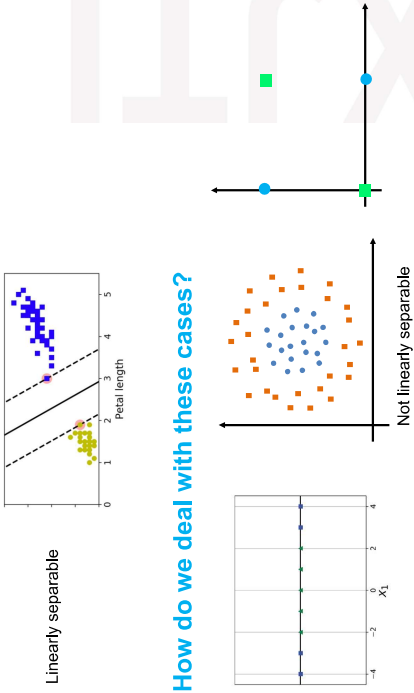 Linearly separable
0 1 2 3 4 5
Petal length
How do we deal with these cases?
−4 −2 0 2 4
x₁
Not linearly separable